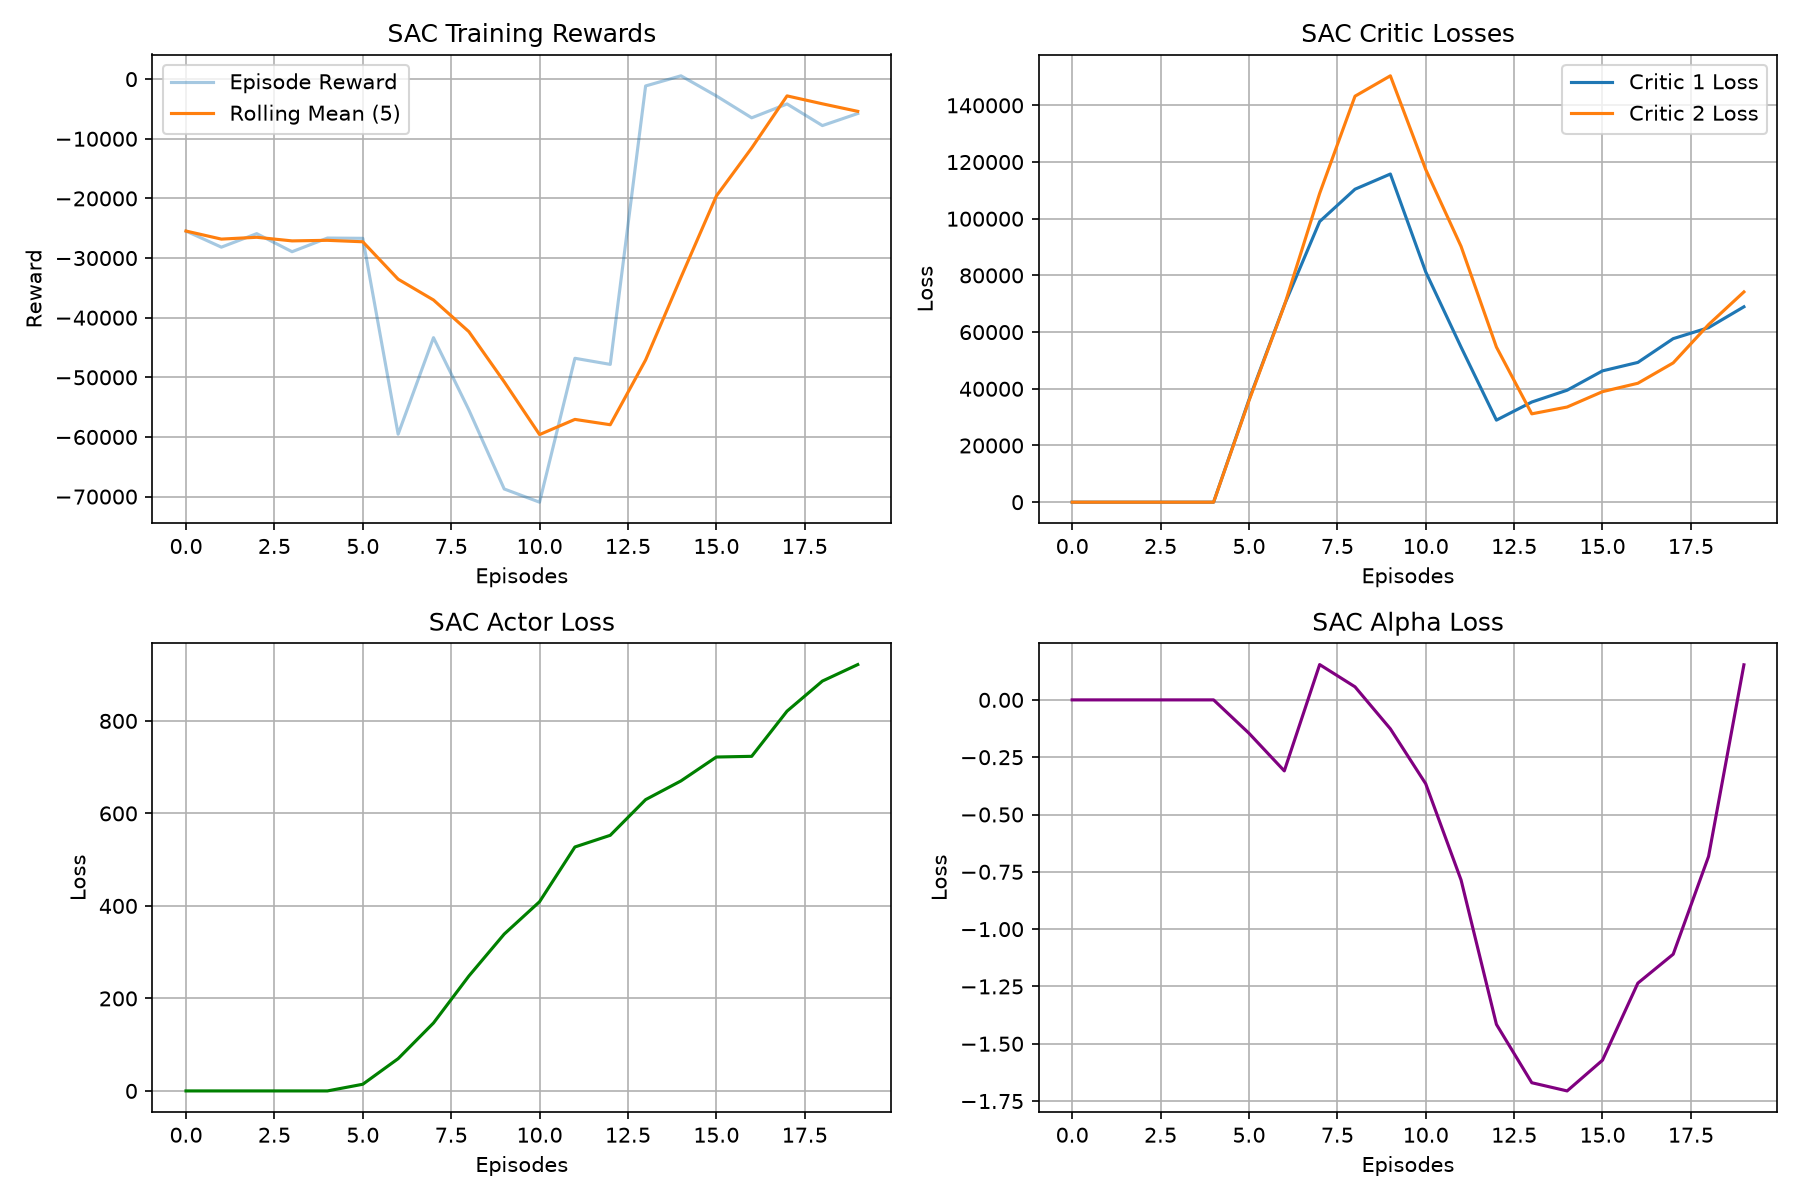 SAC Training Rewards
Episode Reward
Rolling Mean (5)
Reward
0
−10000
−20000
−30000
−40000
−50000
−60000
−70000
0.0 2.5 5.0 7.5 10.0 12.5 15.0 17.5
Episodes
SAC Critic Losses
Critic 1 Loss
Critic 2 Loss
Loss
140000
120000
100000
80000
60000
40000
20000
0
0.0 2.5 5.0 7.5 10.0 12.5 15.0 17.5
Episodes
SAC Actor Loss
Loss
800
600
400
200
0
0.0 2.5 5.0 7.5 10.0 12.5 15.0 17.5
Episodes
SAC Alpha Loss
Loss
0.00
−0.25
−0.50
−0.75
−1.00
−1.25
−1.50
−1.75
0.0 2.5 5.0 7.5 10.0 12.5 15.0 17.5
Episodes